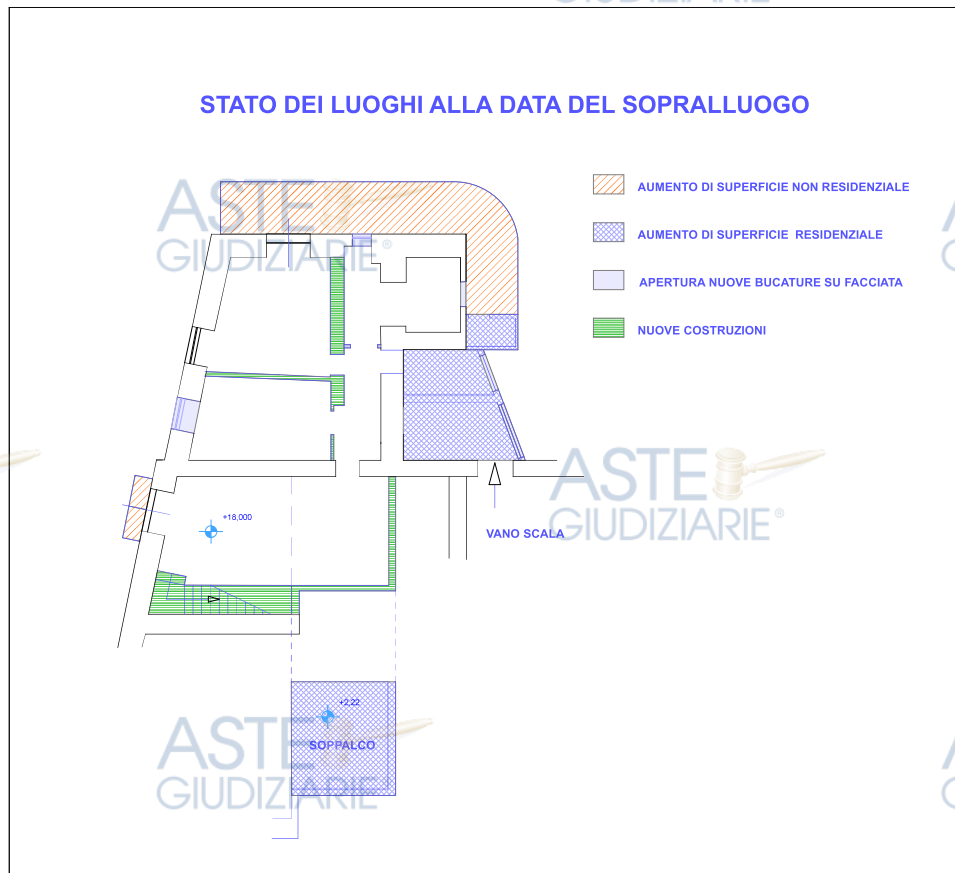 GIUDIZIARIE
STATO DEI LUOGHI ALLA DATA DEL SOPRALLUOGO
AUMENTO DI SUPERFICIE NON RESIDENZIALE
ASTE
AUMENTO DI SUPERFICIE RESIDENZIALE
GIUDIZIARIE®
APERTURA NUOVE BUCATURE SU FACCIATA
NUOVE COSTRUZIONI
ASTE
+18,000
GIUDIZIARIE®
VANO SCALA
+2,22
ASTE
SOPPALCO
GIUDIZIARIE